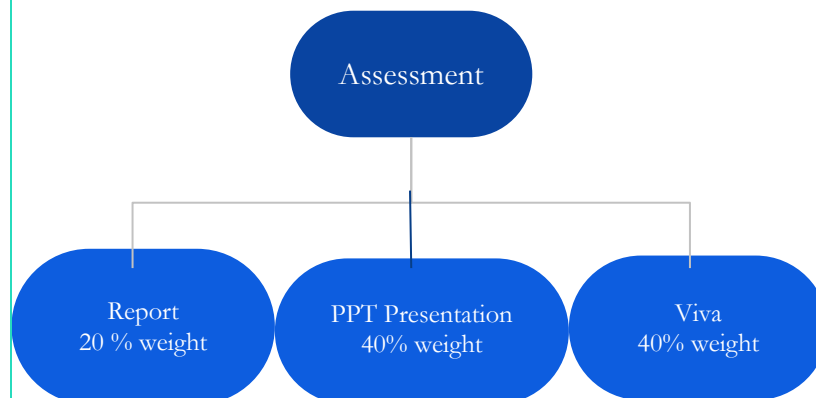 Assessment
Report
20 % weight
PPT Presentation
40% weight
Viva
40% weight